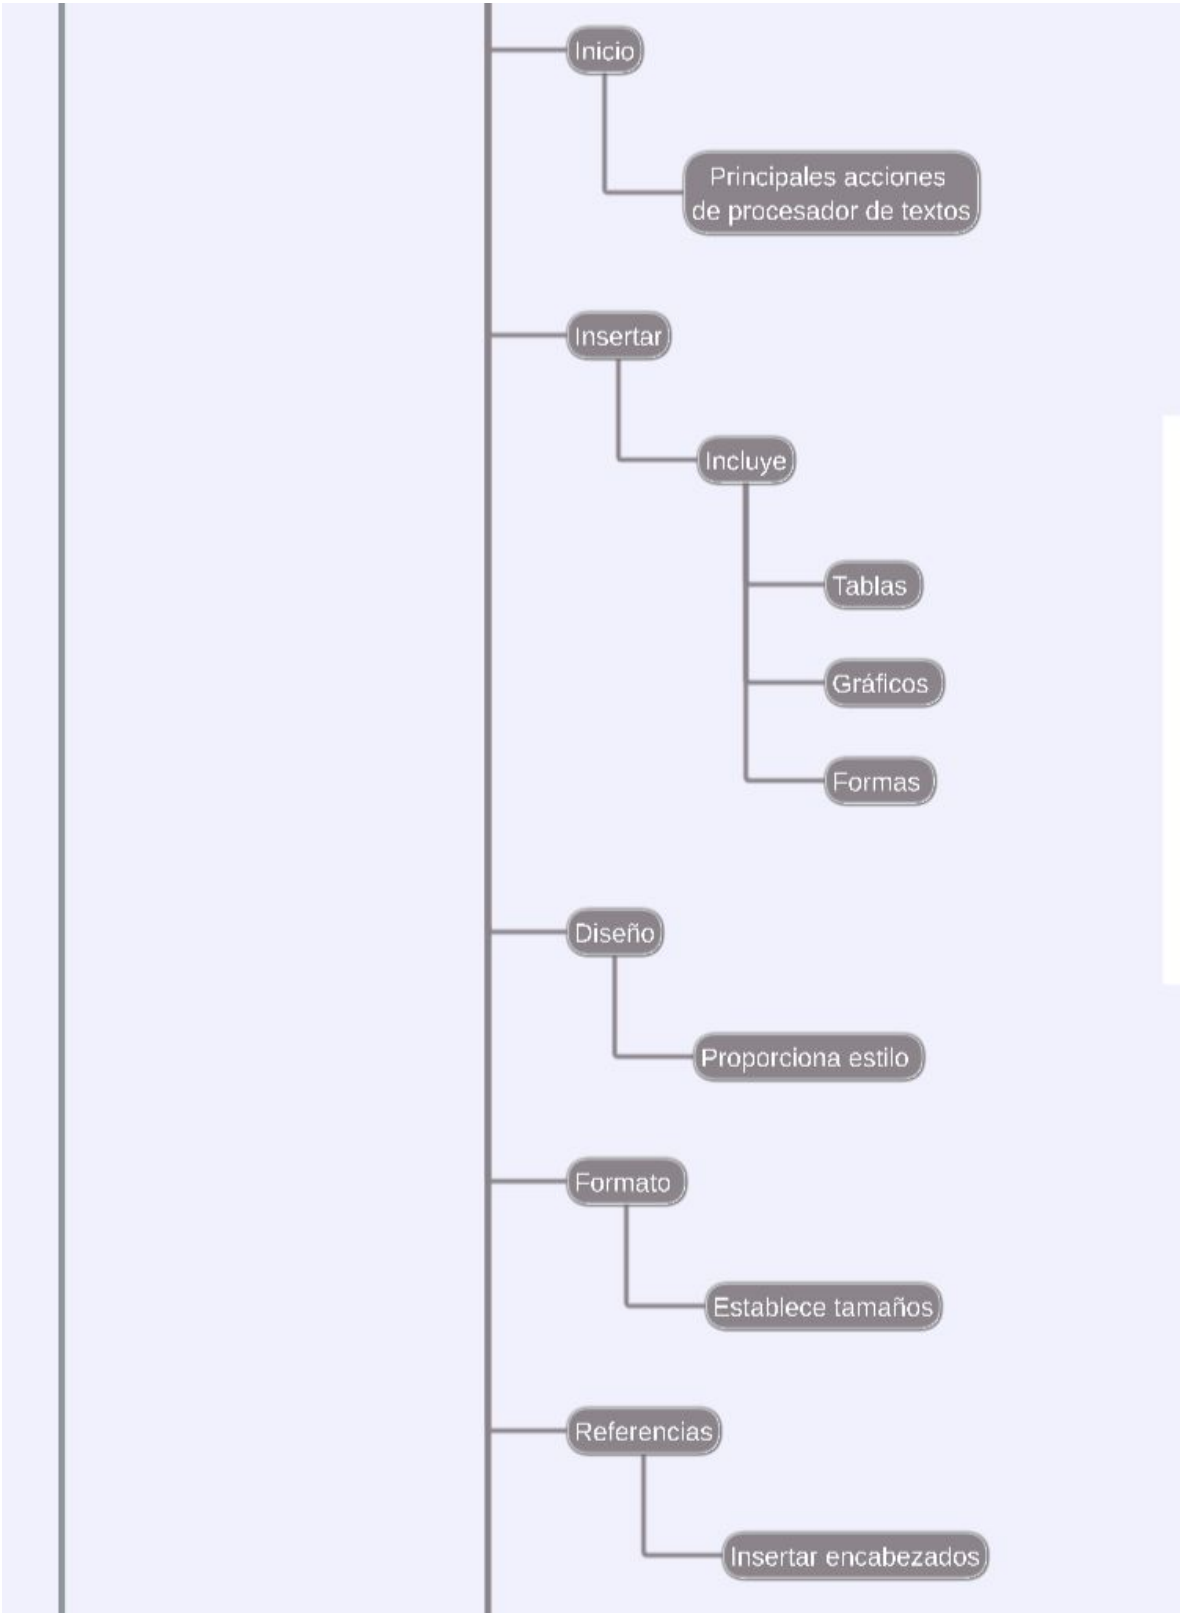 Inicio
Principales acciones
de procesador de textos
Insertar
Incluye
Tablas
Gráficos
Formas
Diseño
Proporciona estilo
Formato
Establece tamaños
Referencias
Insertar encabezados